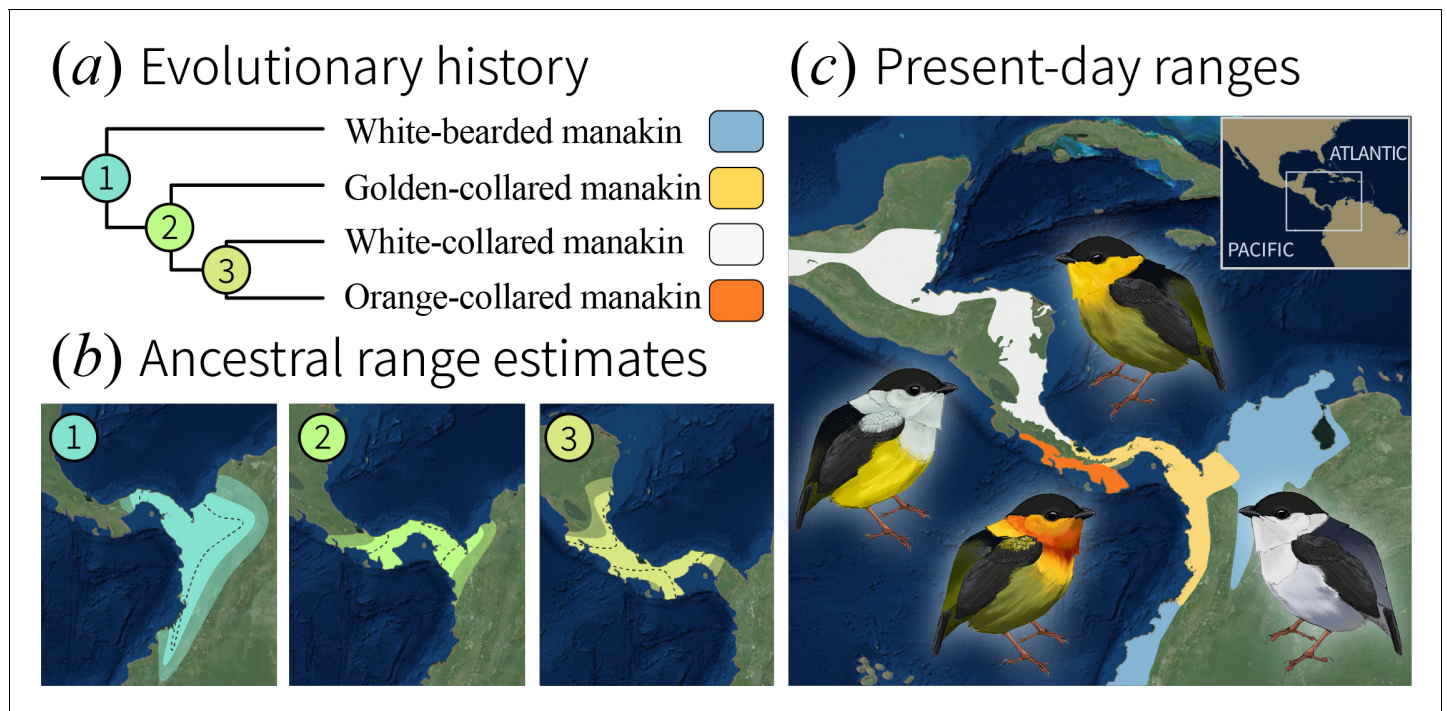 (a) Evolutionary history
1
White-bearded manakin
2
Golden-collared manakin
3
White-collared manakin
Orange-collared manakin
(b) Ancestral range estimates
1
2
3
(c) Present-day ranges
ATLANTIC
PACIFIC